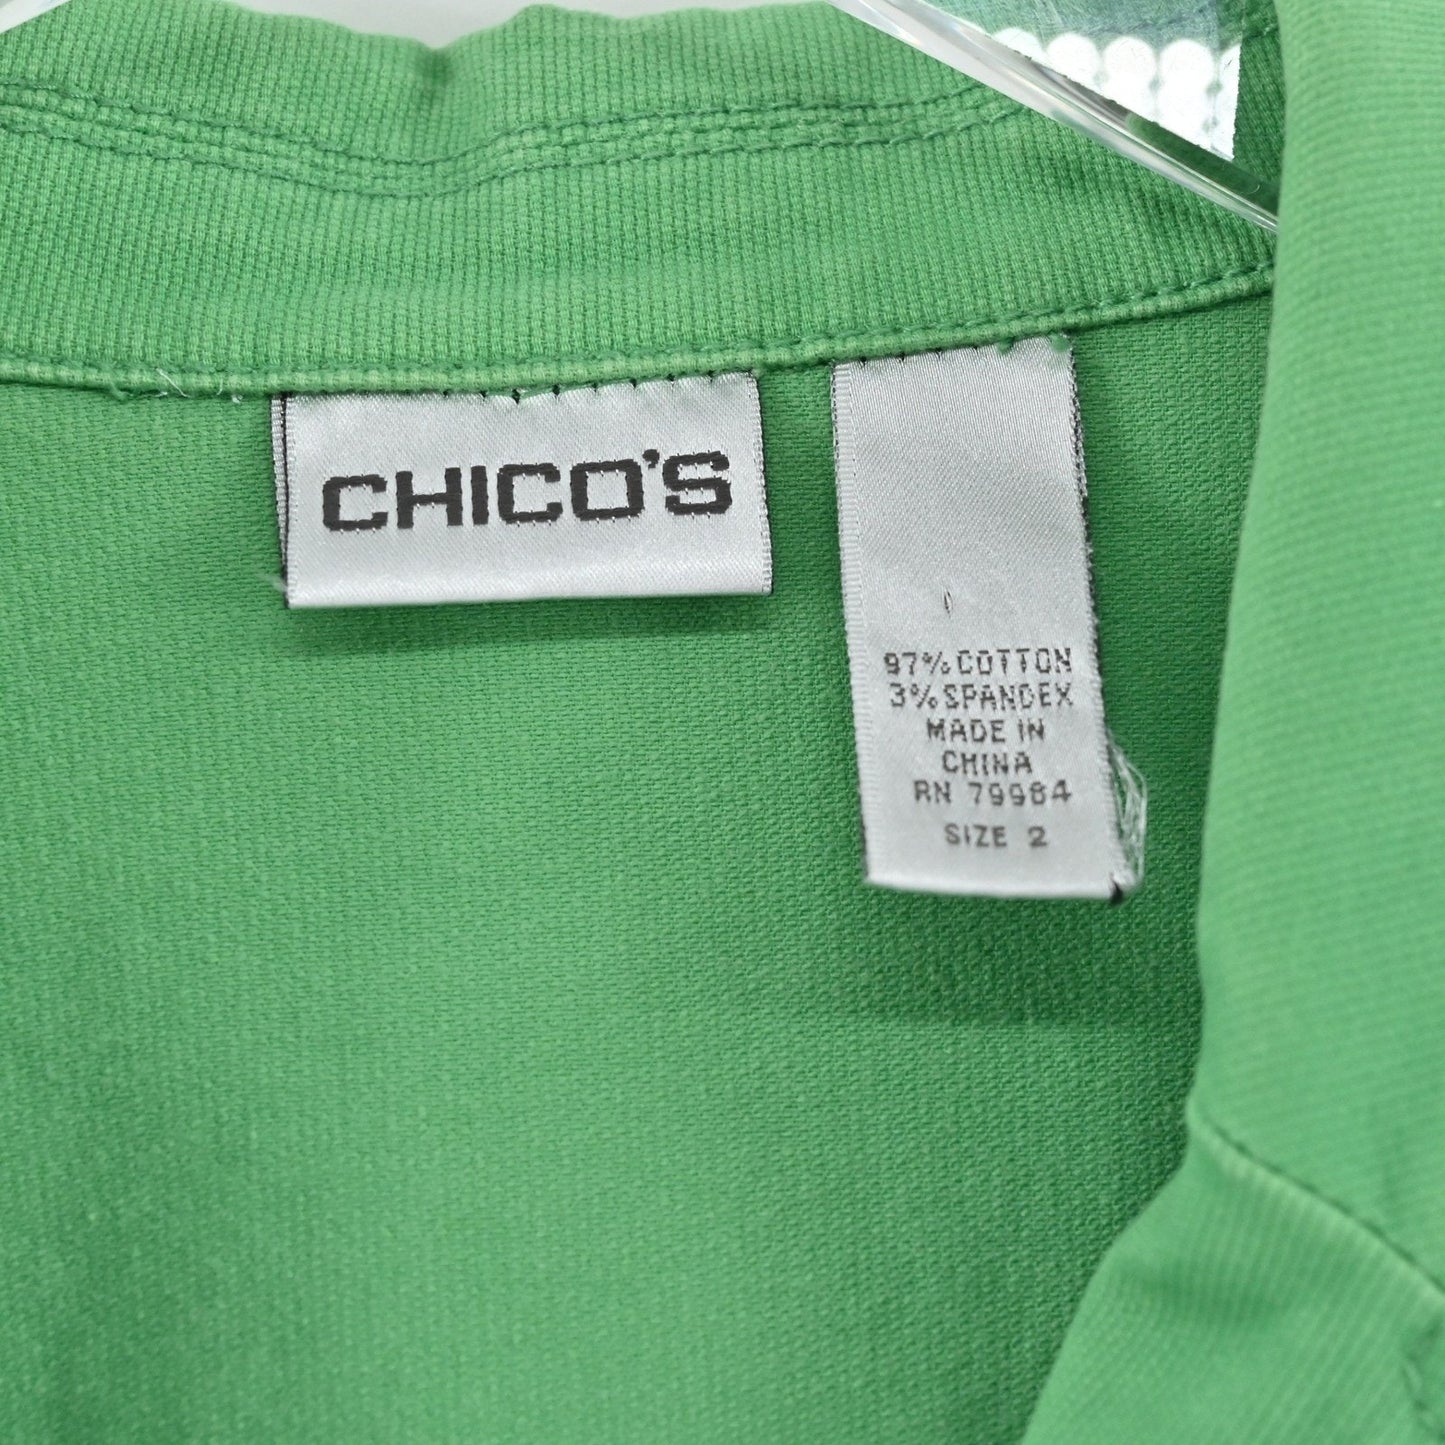 CHICO'S
97% COTTON
3% SPANDEX
MADE IN
CHINA
RN 79984
SIZE 2